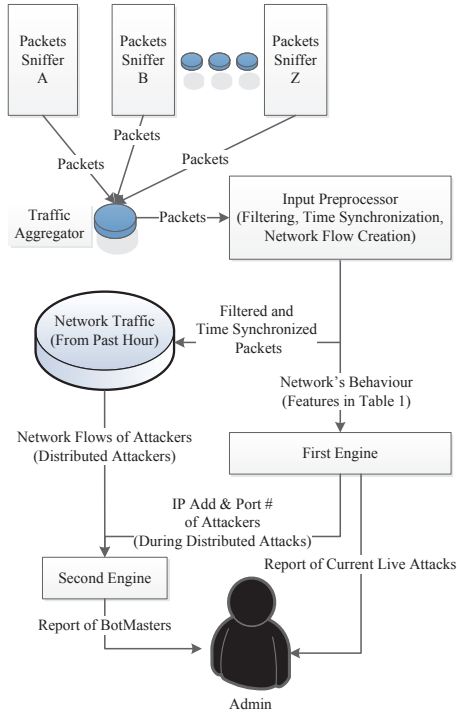 Packets
Sniffer
A
Packets
Sniffer
B
Packets
Sniffer
Z
Packets
Packets
Packets
Traffic
Aggregator
Packets
Input Preprocessor
(Filtering, Time Synchronization,
Network Flow Creation)
Network Traffic
(From Past Hour)
Filtered and
Time Synchronized
Packets
Network's Behaviour
(Features in Table 1)
Network Flows of Attackers
(Distributed Attackers)
First Engine
IP Add & Port #
of Attackers
(During Distributed Attacks)
Report of Current Live Attacks
Second Engine
Report of BotMasters
Admin